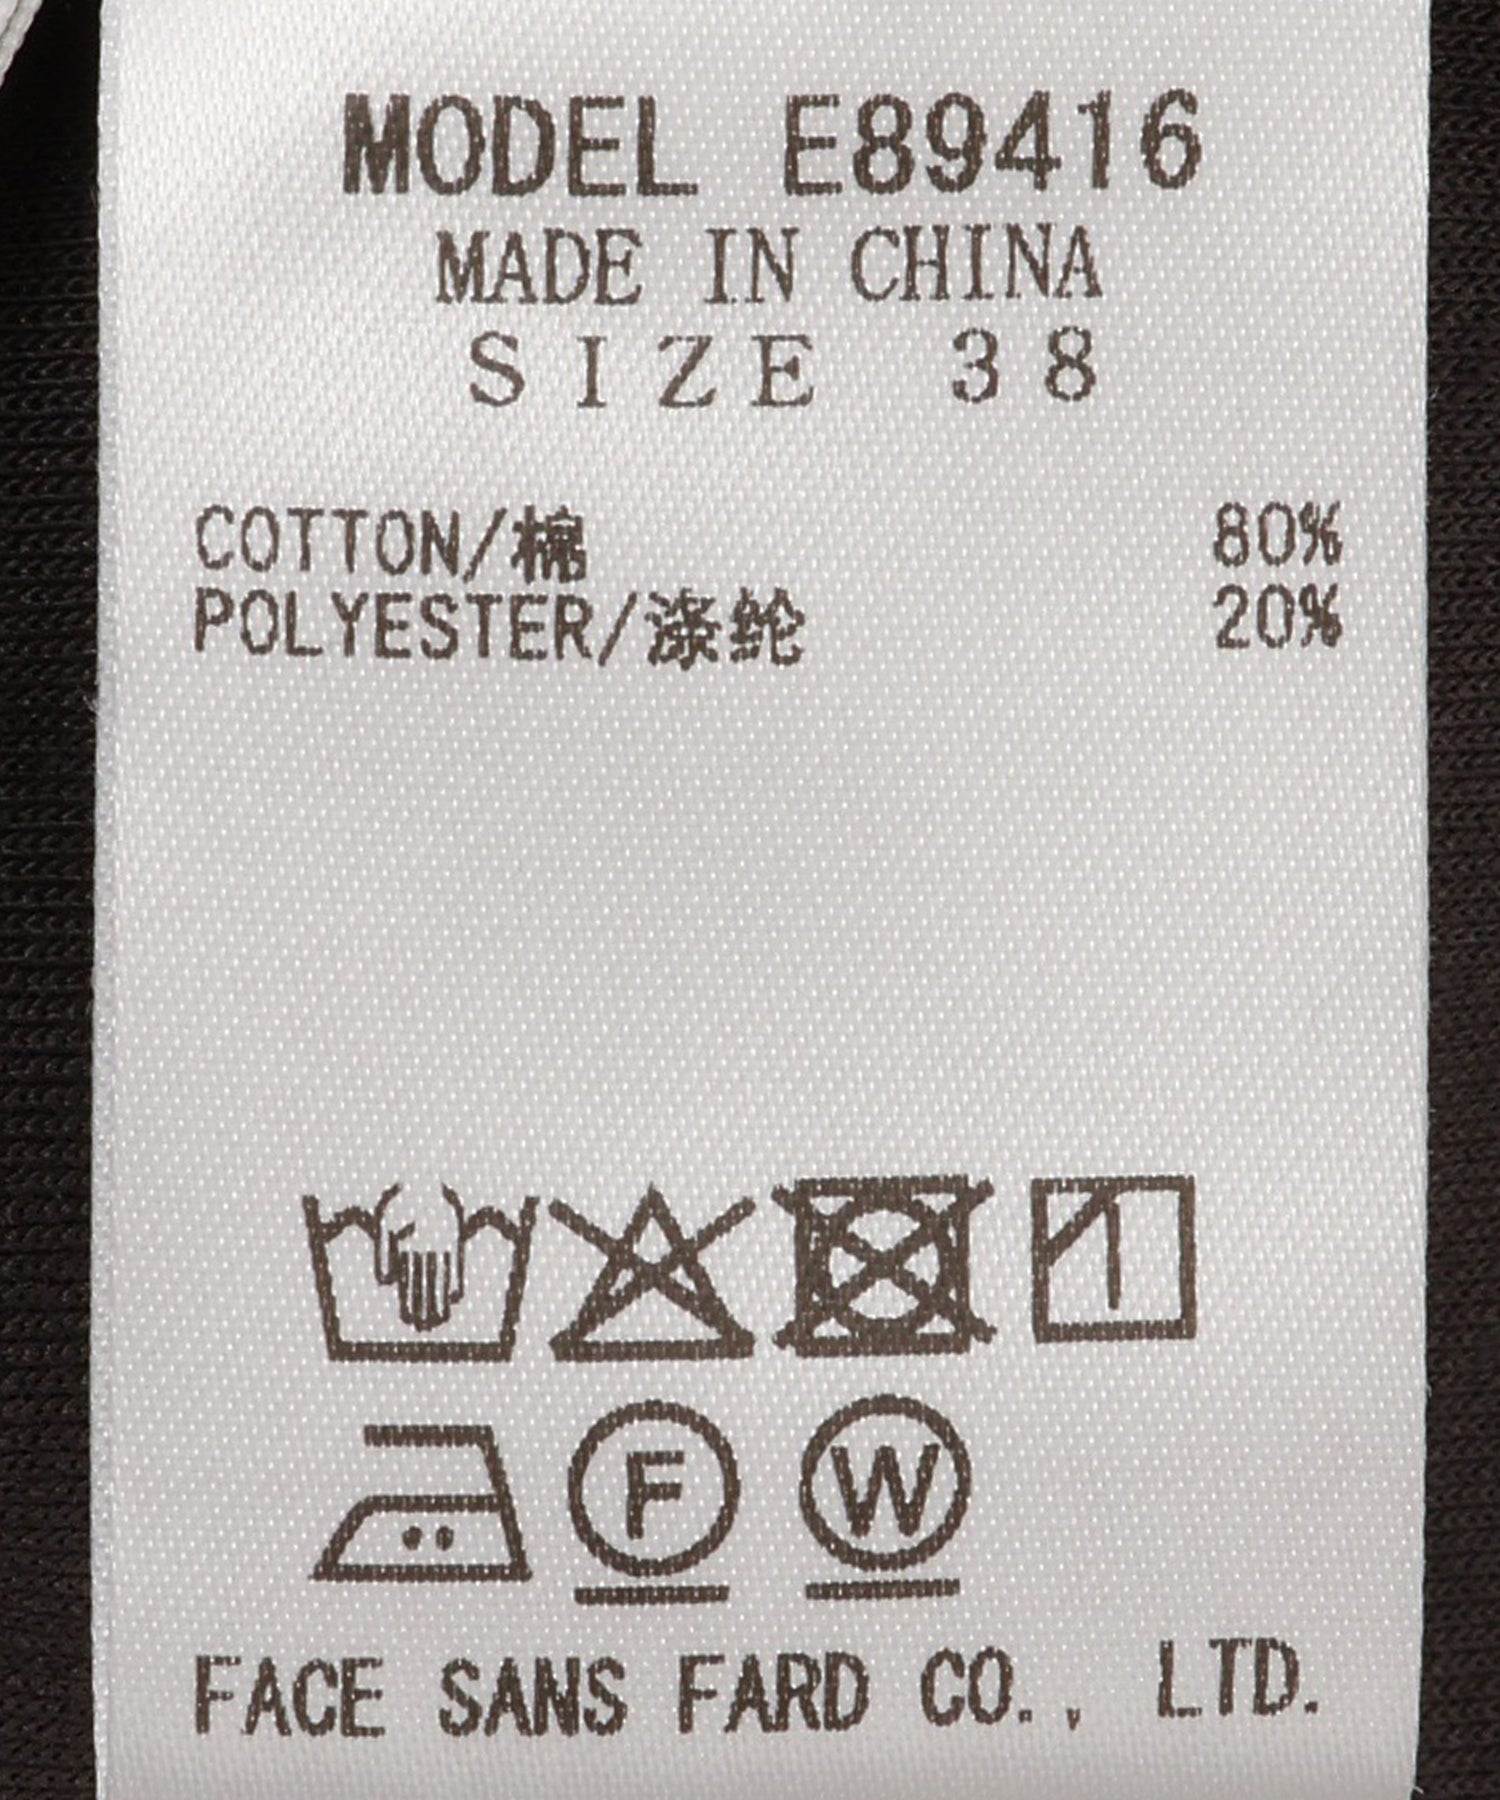 MODEL E89416
MADE IN CHINA
SIZE 38
COTTON/棉 80%
POLYESTER/涤纶 20%
F W
FACE SANS FARD CO., LTD.